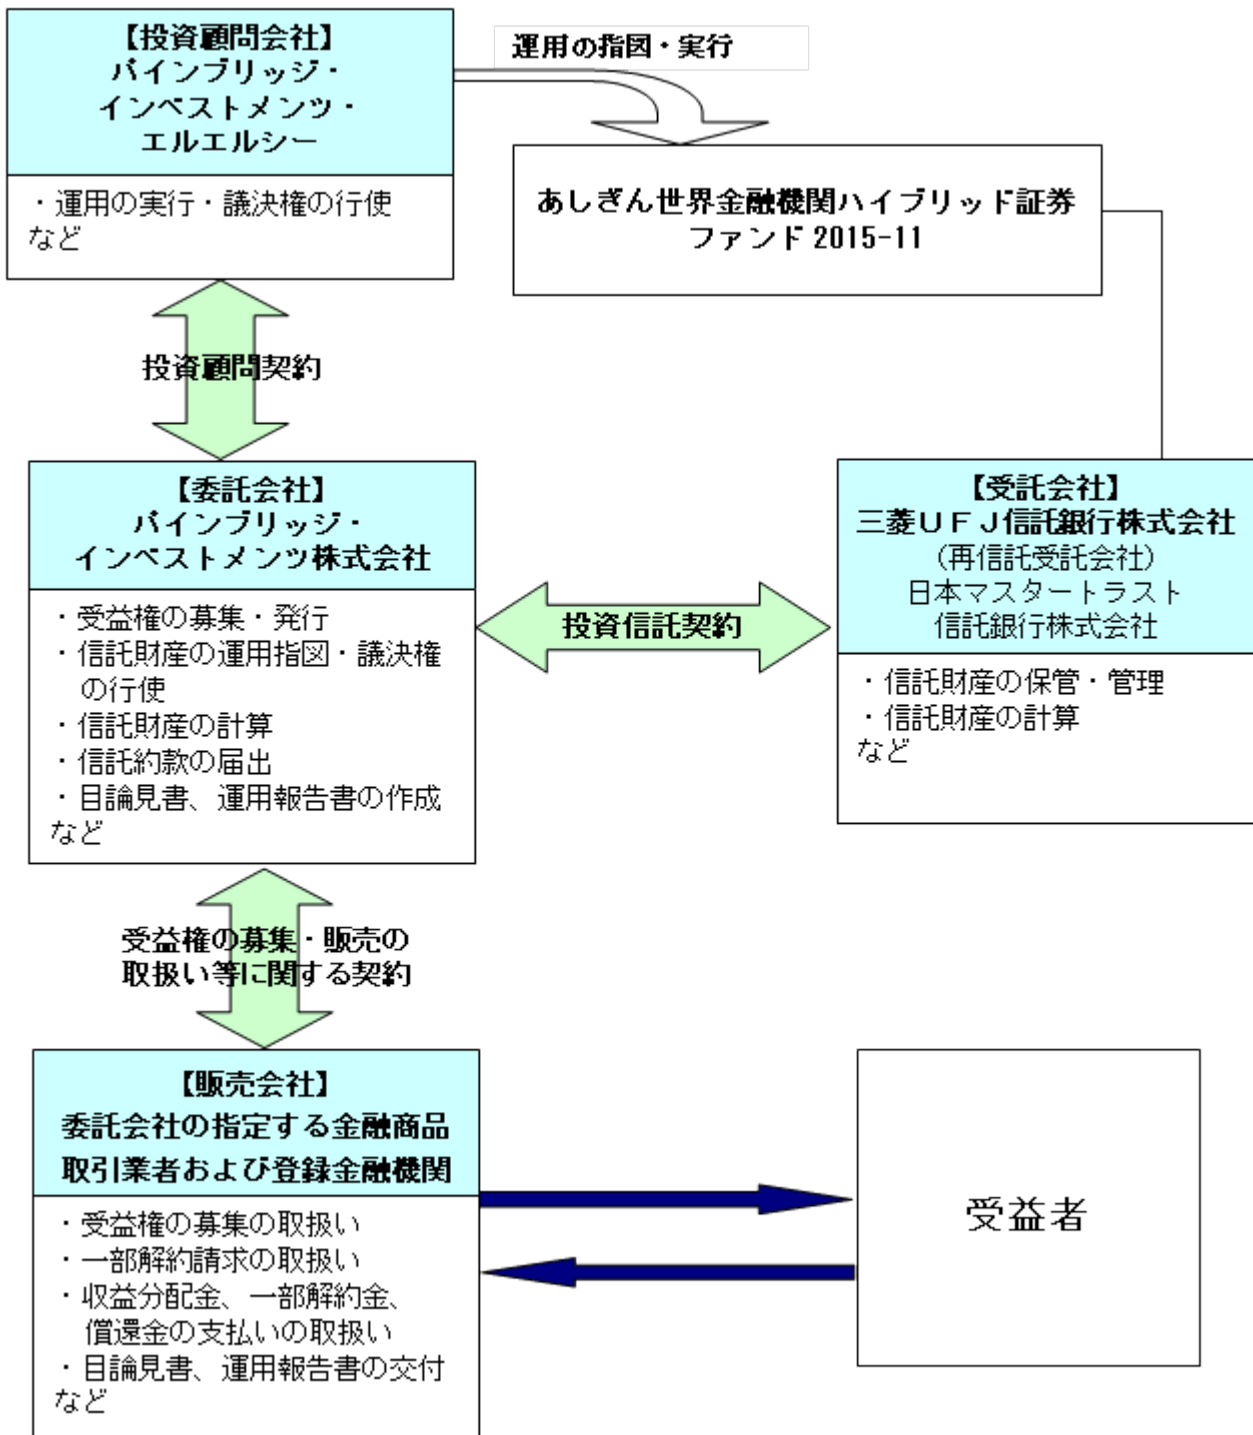 【投資顧問会社】
パインブリッジ・
インベストメンツ・
エルエルシー
・運用の実行・議決権の行使
など
運用の指図・実行
あしぎん世界金融機関ハイブリッド証券
ファンド 2015-11
投資顧問契約
【委託会社】
パインブリッジ・
インベストメンツ株式会社
・受益権の募集・発行
・信託財産の運用指図・議決権
の行使
・信託財産の計算
・信託約款の届出
・目論見書、運用報告書の作成
など
投資信託契約
【受託会社】
三菱UFJ信託銀行株式会社
(再信託受託会社)
日本マスタートラスト
信託銀行株式会社
・信託財産の保管・管理
・信託財産の計算
など
受益権の募集・販売の
取扱い等に関する契約
【販売会社】
委託会社の指定する金融商品
取引業者および登録金融機関
・受益権の募集の取扱い
・一部解約請求の取扱い
・収益分配金、一部解約金、
償還金の支払いの取扱い
・目論見書、運用報告書の交付
など
受益者